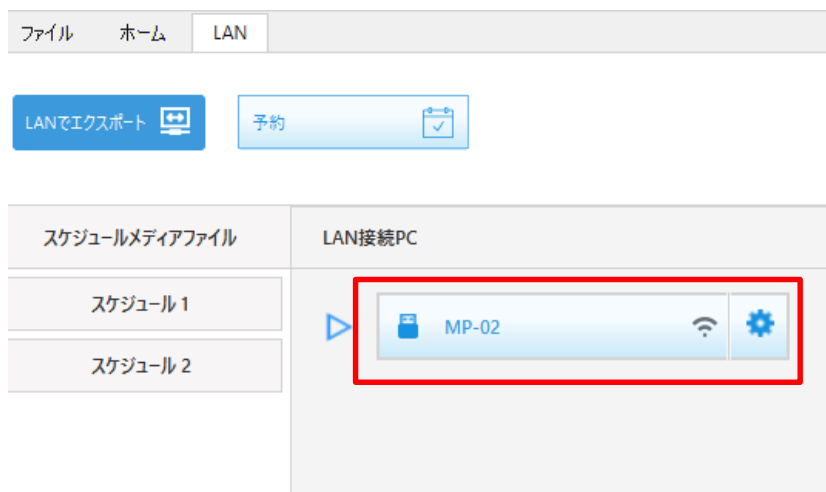 ファイル ホーム LAN
LANでエクスポート 予約
スケジュールメディアファイル LAN接続PC
スケジュール 1
MP-02
スケジュール 2